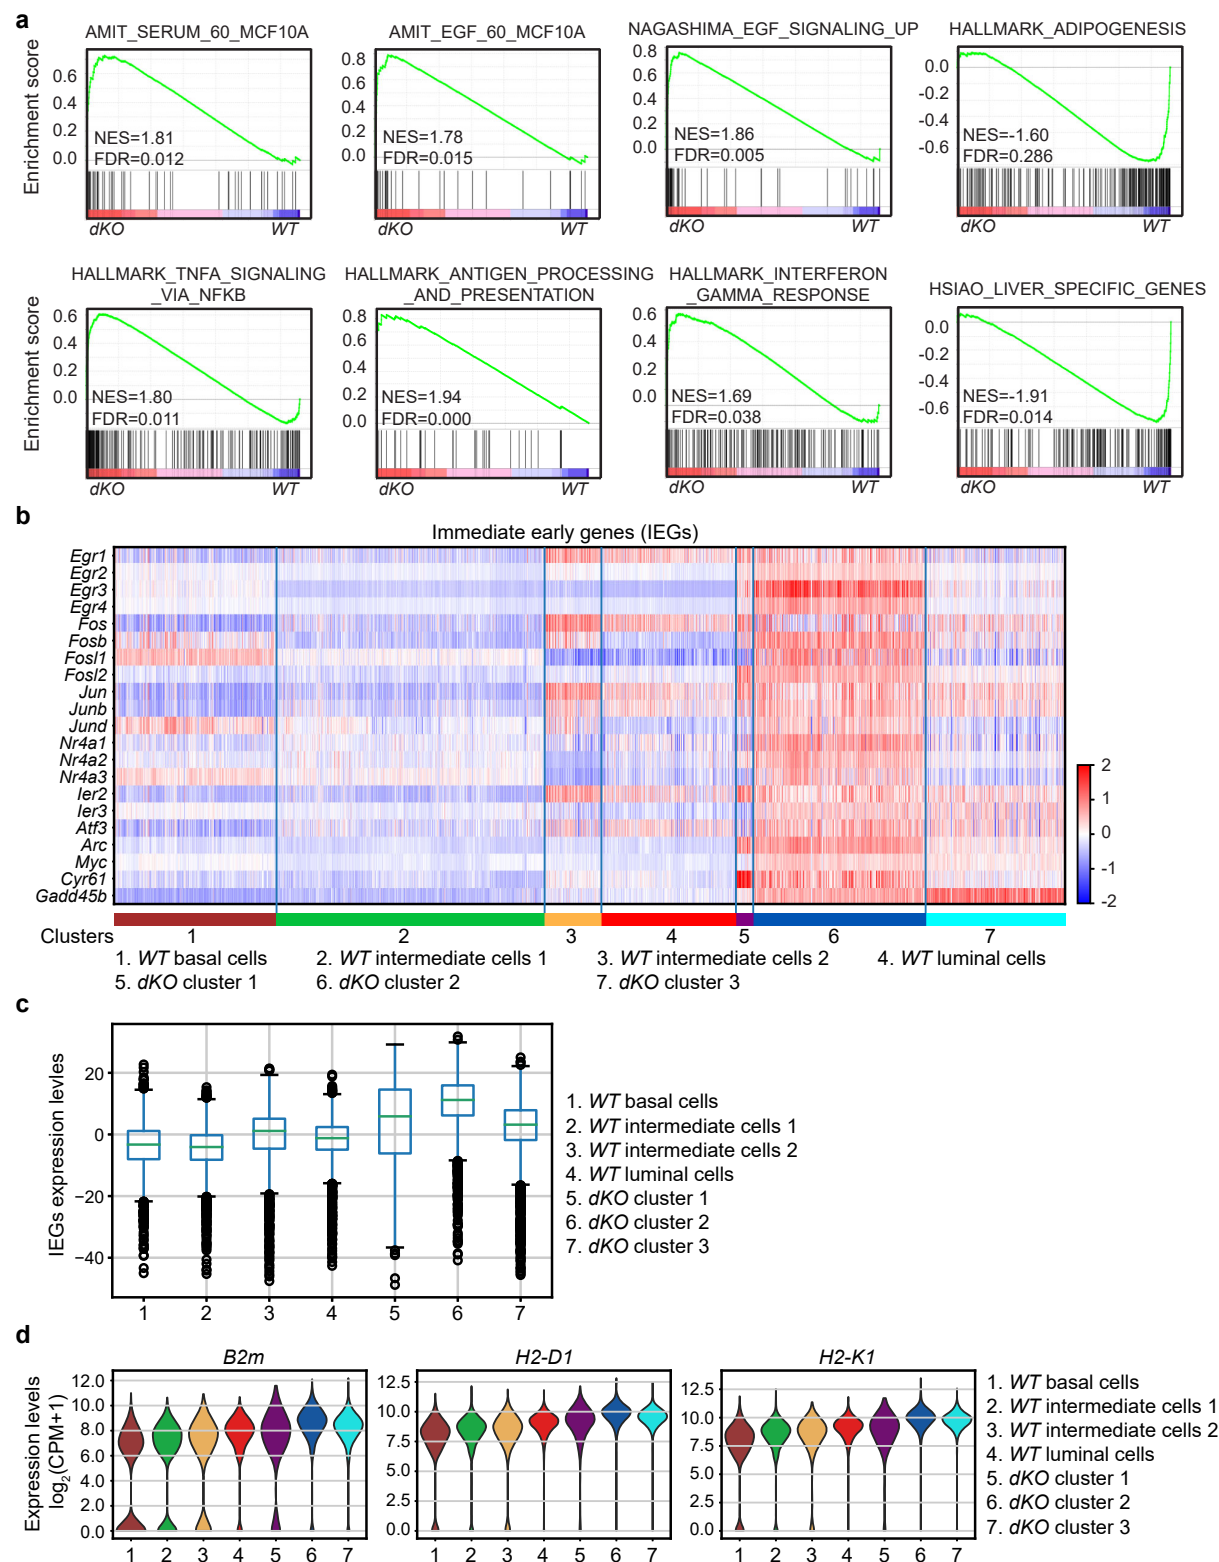 a
AMIT_SERUM_60_MCF10A
AMIT_EGF_60_MCF10A
NAGASHIMA_EGF_SIGNALING_UP
HALLMARK_ADIPOGENESIS
Enrichment score
0.6
0.4
0.2
0.0
NES=1.81
FDR=0.012
dKO
WT
0.8
0.6
0.4
0.2
0.0
NES=1.78
FDR=0.015
dKO
WT
0.8
0.6
0.4
0.2
0.0
NES=1.86
FDR=0.005
dKO
WT
0.0
-0.2
-0.4
-0.6
NES=-1.60
FDR=0.286
dKO
WT
HALLMARK_TNFA_SIGNALING
_VIA_NFKB
HALLMARK_ANTIGEN_PROCESSING
_AND_PRESENTATION
HALLMARK_INTERFERON
_GAMMA_RESPONSE
HSIAO_LIVER_SPECIFIC_GENES
Enrichment score
0.6
0.4
0.2
0.0
NES=1.80
FDR=0.011
dKO
WT
0.8
0.6
0.4
0.2
0.0
NES=1.94
FDR=0.000
dKO
WT
0.6
0.4
0.2
0.0
NES=1.69
FDR=0.038
dKO
WT
0.0
-0.2
-0.4
-0.6
NES=-1.91
FDR=0.014
dKO
WT
b
Immediate early genes (IEGs)
Egr1
Egr2
Egr3
Egr4
Fos
Fosb
Fosl1
Fosl2
Jun
Junb
Jund
Nr4a1
Nr4a2
Nr4a3
Ier2
Ier3
Atf3
Arc
Myc
Cyr61
Gadd45b
2
1
0
-1
-2
Clusters 1 2 3 4 5 6 7
1. WT basal cells 2. WT intermediate cells 1 3. WT intermediate cells 2 4. WT luminal cells
5. dKO cluster 1 6. dKO cluster 2 7. dKO cluster 3
c
IEGs expression levles
20
0
−20
−40
1 2 3 4 5 6 7
1. WT basal cells
2. WT intermediate cells 1
3. WT intermediate cells 2
4. WT luminal cells
5. dKO cluster 1
6. dKO cluster 2
7. dKO cluster 3
d
Expression levels
log2(CPM+1)
B2m
12.0
10.0
8.0
6.0
4.0
2.0
0.0
1 2 3 4 5 6 7
H2-D1
12.5
10.0
7.5
5.0
2.5
0.0
1 2 3 4 5 6 7
H2-K1
12.5
10.0
7.5
5.0
2.5
0.0
1 2 3 4 5 6 7
1. WT basal cells
2. WT intermediate cells 1
3. WT intermediate cells 2
4. WT luminal cells
5. dKO cluster 1
6. dKO cluster 2
7. dKO cluster 3